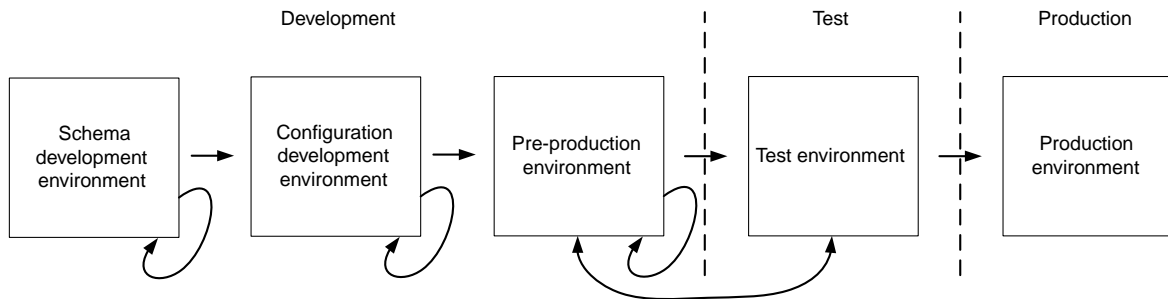 Development
Test
Production
Schema
development
environment
Configuration
development
environment
Pre-production
environment
Test environment
Production
environment